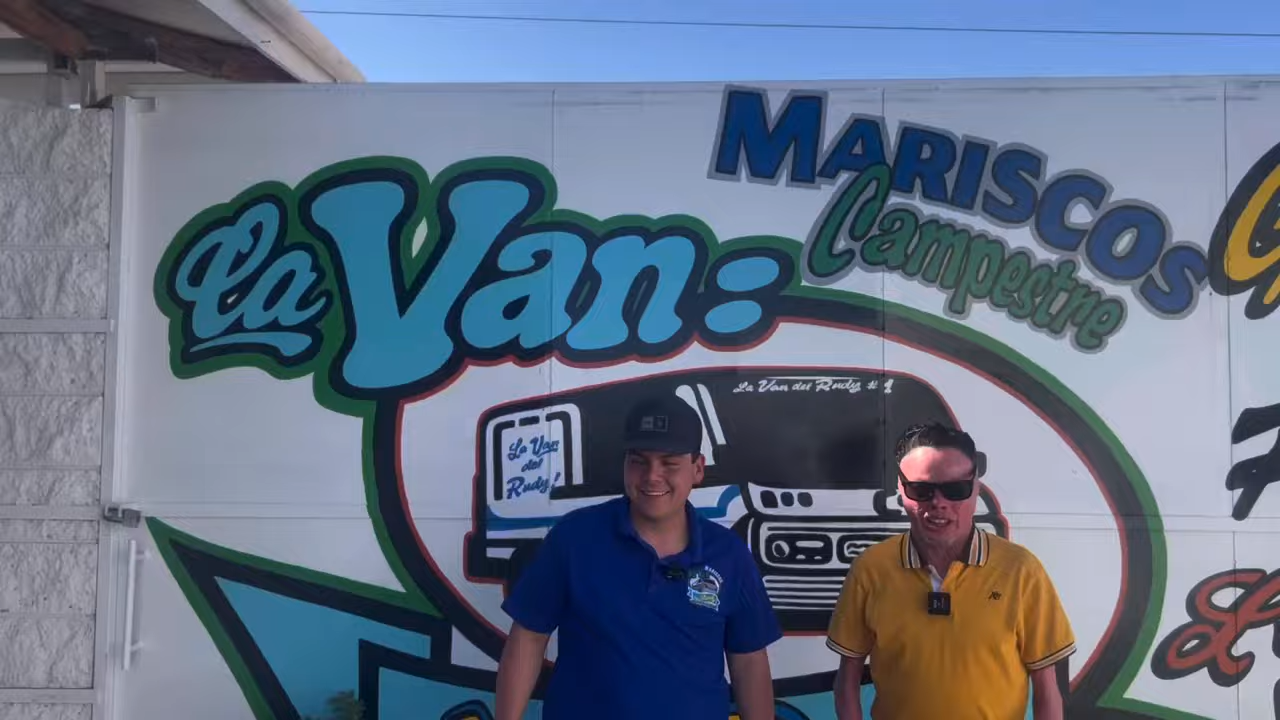 MARISCOS
Campestre
La Van:
La Van del Rudy #1
La Van
del
Rudy!